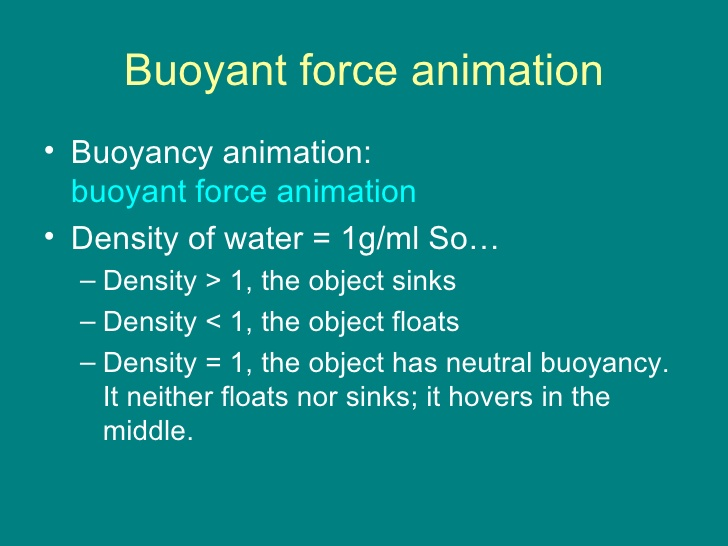 Buoyant force animation
• Buoyancy animation:
buoyant force animation
• Density of water = 1g/ml So…
– Density > 1, the object sinks
– Density < 1, the object floats
– Density = 1, the object has neutral buoyancy.
It neither floats nor sinks; it hovers in the
middle.